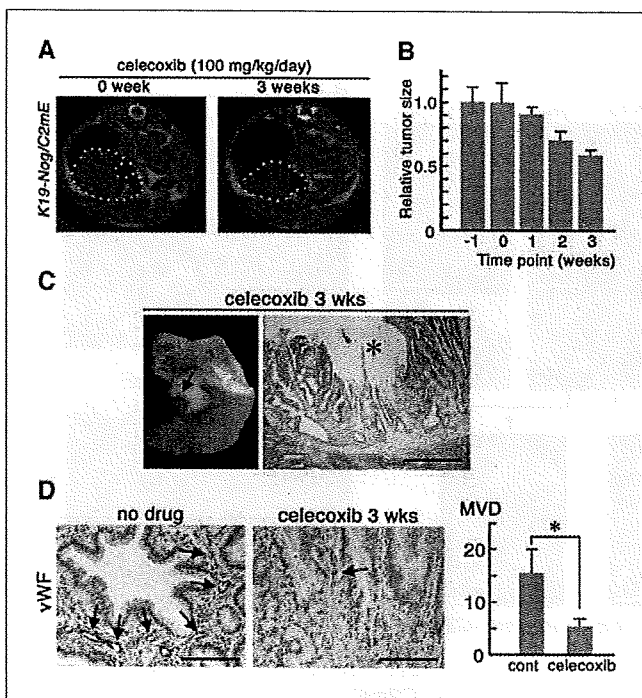 A
celecoxib (100 mg/kg/day)
0 week 3 weeks
K19-Nog/C2mE
B
Relative tumor size
1.0
0.5
0
-1 0 1 2 3
Time point (weeks)
C
celecoxib 3 wks
*
D
no drug celecoxib 3 wks
vWF
MVD
*
20
15
10
5
0
cont celecoxib